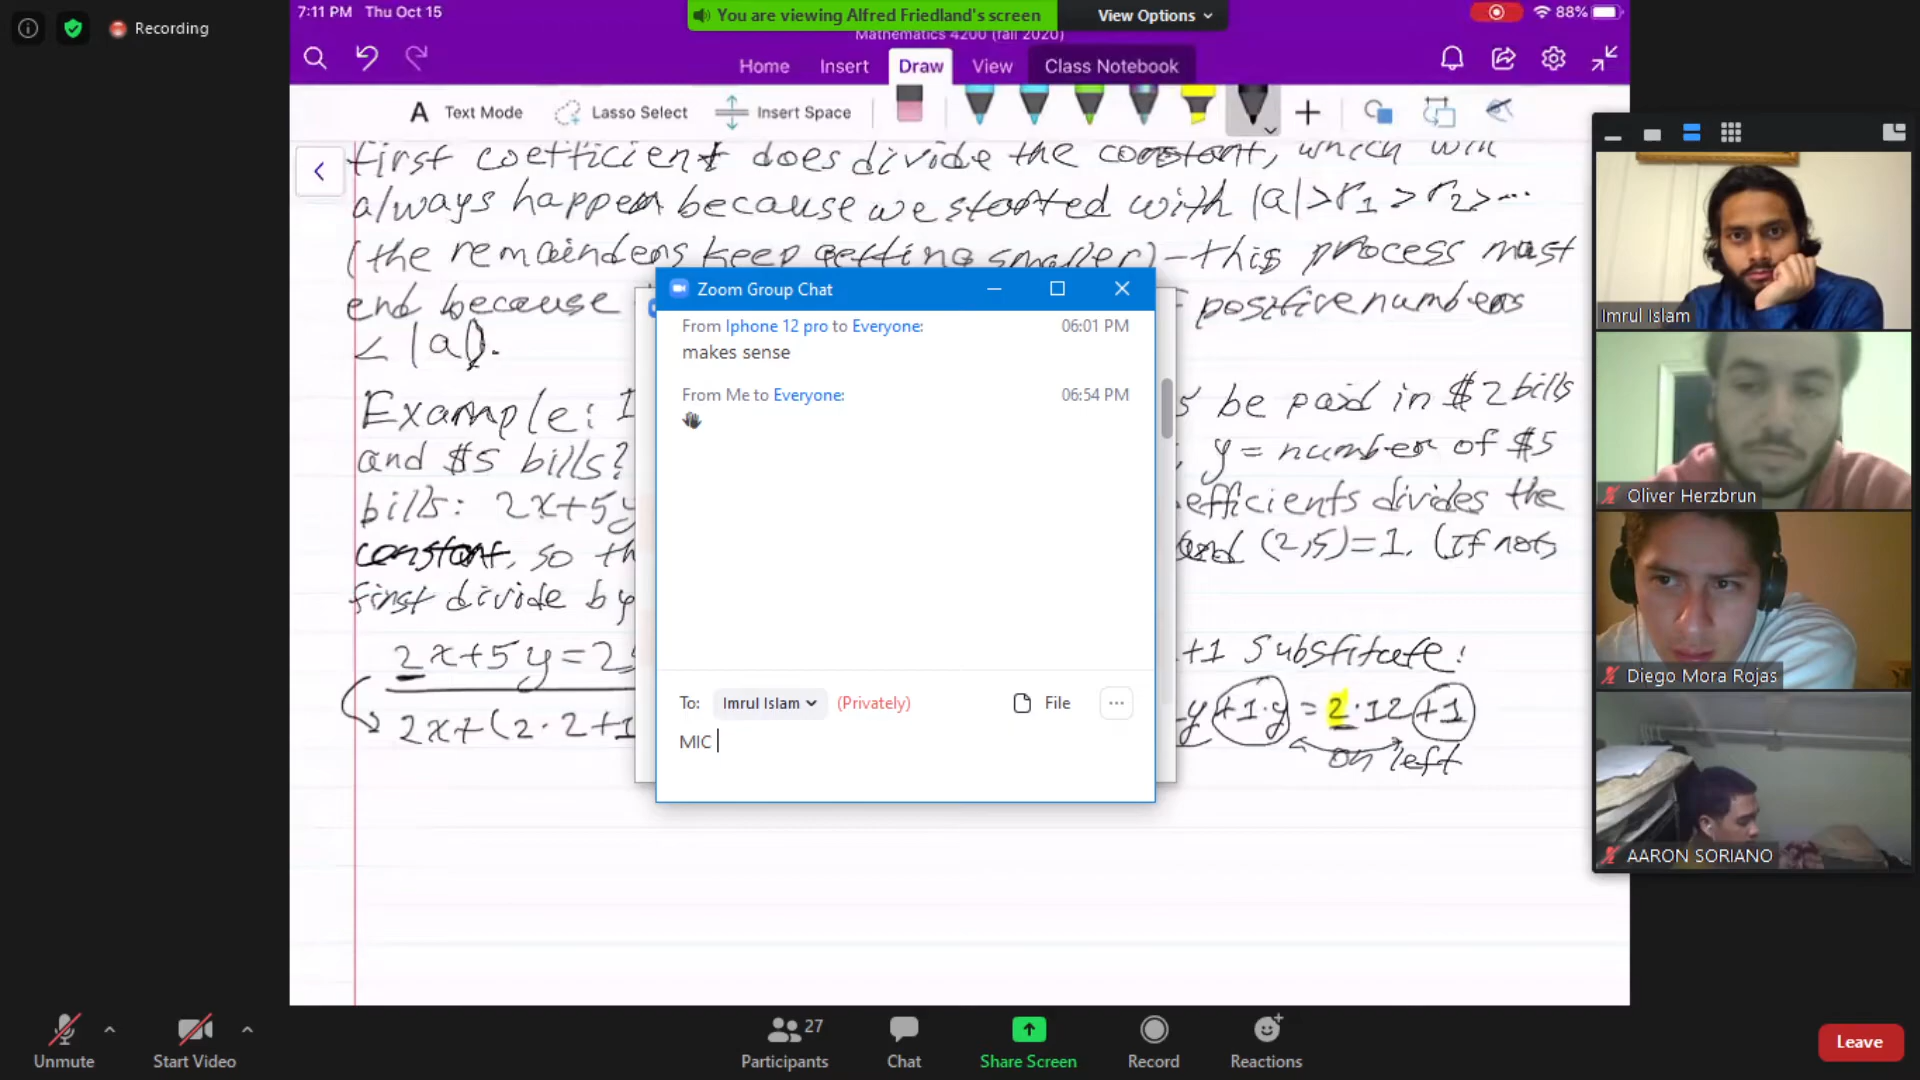 7:11 PM Thu Oct 15
You are viewing Alfred Friedland's screen
View Options
88%
Recording
Mathematics 4200 (fall 2020)
Home Insert Draw View Class Notebook
A Text Mode Lasso Select Insert Space
first coefficient does divide the constant, which will
always happen because we started with |a|>r1>r2>...
(the remainders keep getting smaller)-this process must
end because positive numbers
< |a|).
Example: be paid in $2 bills
and $5 bills? y = number of $5
bills: 2x+5y efficients divides the
constant, so and (2,5)=1. (If not,
first divide by
2x+5y=2 +1 Substitute:
2x+(2·2+1 y+1·y = 2·12+1
on left
Zoom Group Chat
From Iphone 12 pro to Everyone: 06:01 PM
makes sense
From Me to Everyone: 06:54 PM
To: Imrul Islam (Privately) File ...
MIC
Imrul Islam
Oliver Herzbrun
Diego Mora Rojas
AARON SORIANO
Unmute
Start Video
27
Participants
Chat
Share Screen
Record
Reactions
Leave